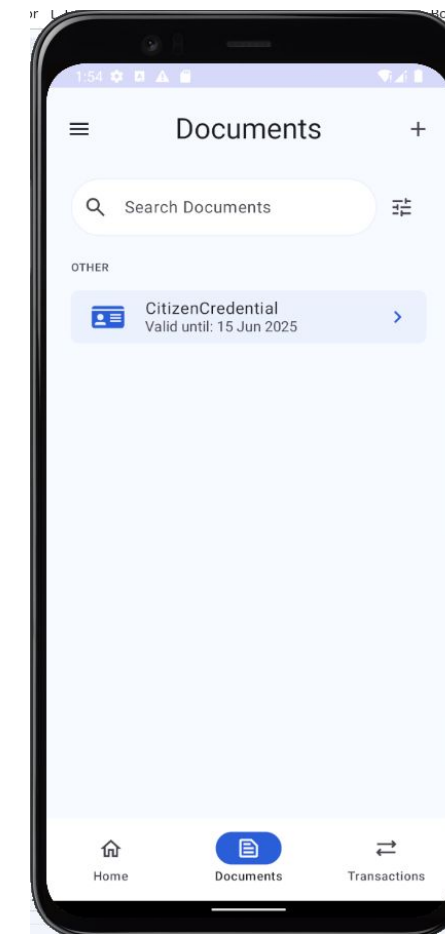 1:54
Documents
Search Documents
OTHER
CitizenCredential
Valid until: 15 Jun 2025
Home
Documents
Transactions